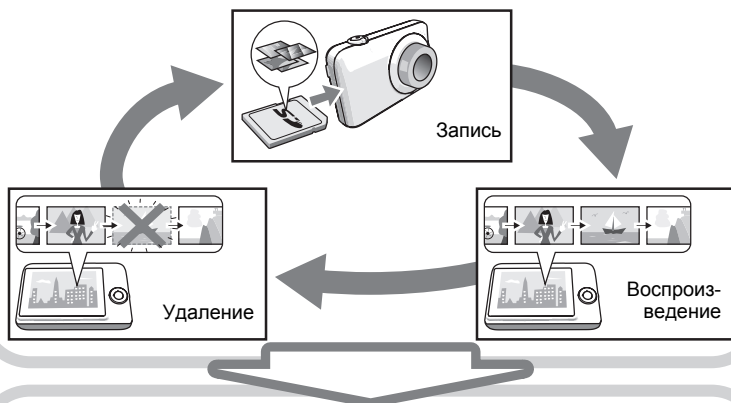 Запись
Удаление
Воспроиз-
ведение